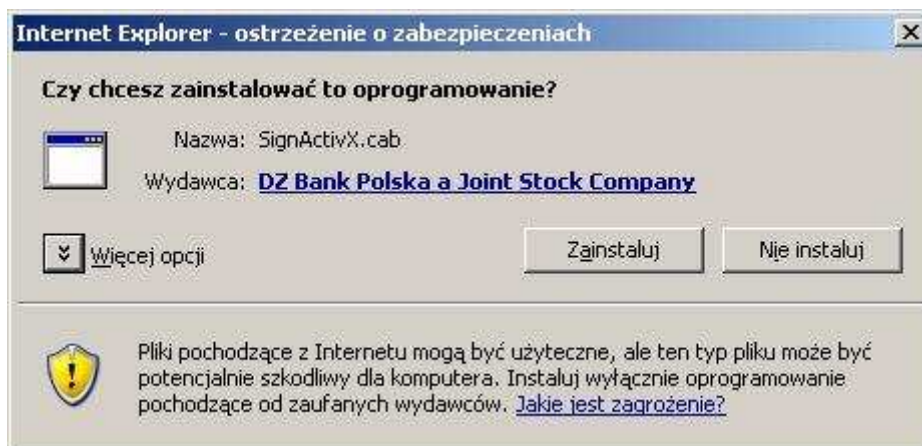 Internet Explorer - ostrzeżenie o zabezpieczeniach
Czy chcesz zainstalować to oprogramowanie?
Nazwa: SignActivX.cab
Wydawca: DZ Bank Polska a Joint Stock Company
Więcej opcji
Zainstaluj
Nie instaluj
Pliki pochodzące z Internetu mogą być użyteczne, ale ten typ pliku może być
potencjalnie szkodliwy dla komputera. Instaluj wyłącznie oprogramowanie
pochodzące od zaufanych wydawców. Jakie jest zagrożenie?